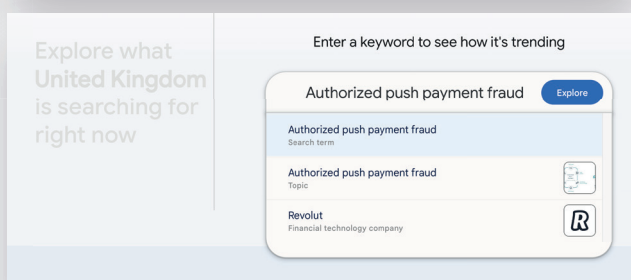 Explore what
United Kingdom
is searching for
right now
Enter a keyword to see how it's trending
Authorized push payment fraud
Explore
Authorized push payment fraud
Search term
Authorized push payment fraud
Topic
Revolut
Financial technology company
R